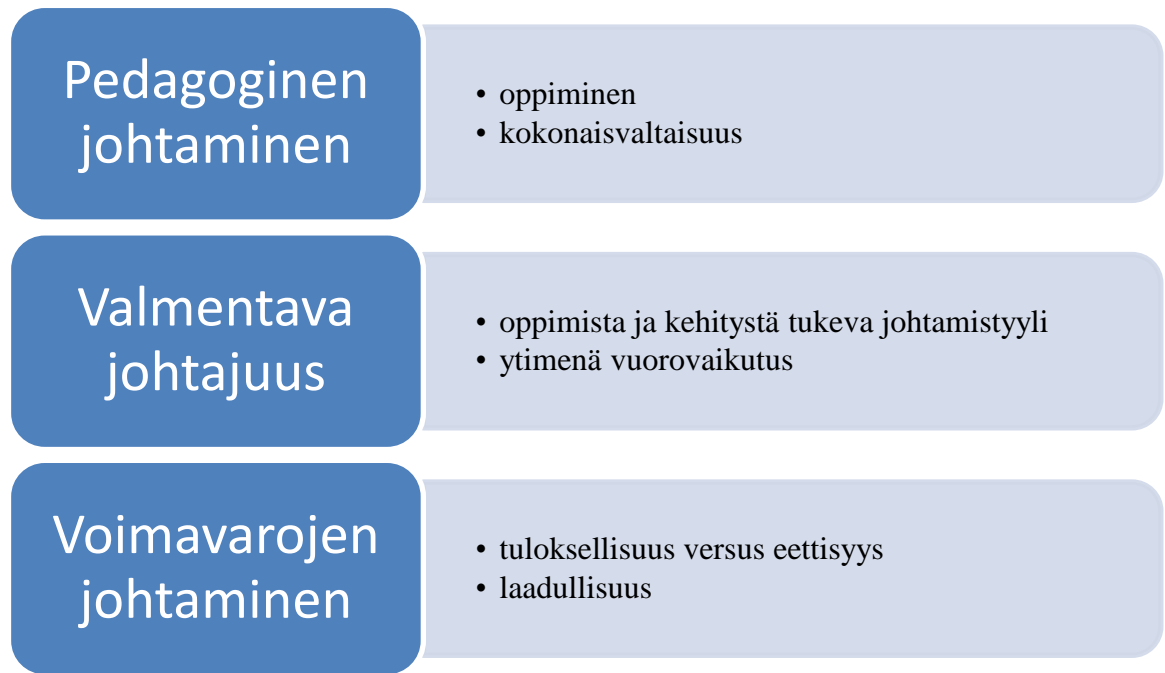 Pedagoginen
johtaminen
• oppiminen
• kokonaisvaltaisuus
Valmentava
johtajuus
• oppimista ja kehitystä tukeva johtamistyyli
• ytimenä vuorovaikutus
Voimavarojen
johtaminen
• tuloksellisuus versus eettisyys
• laadullisuus